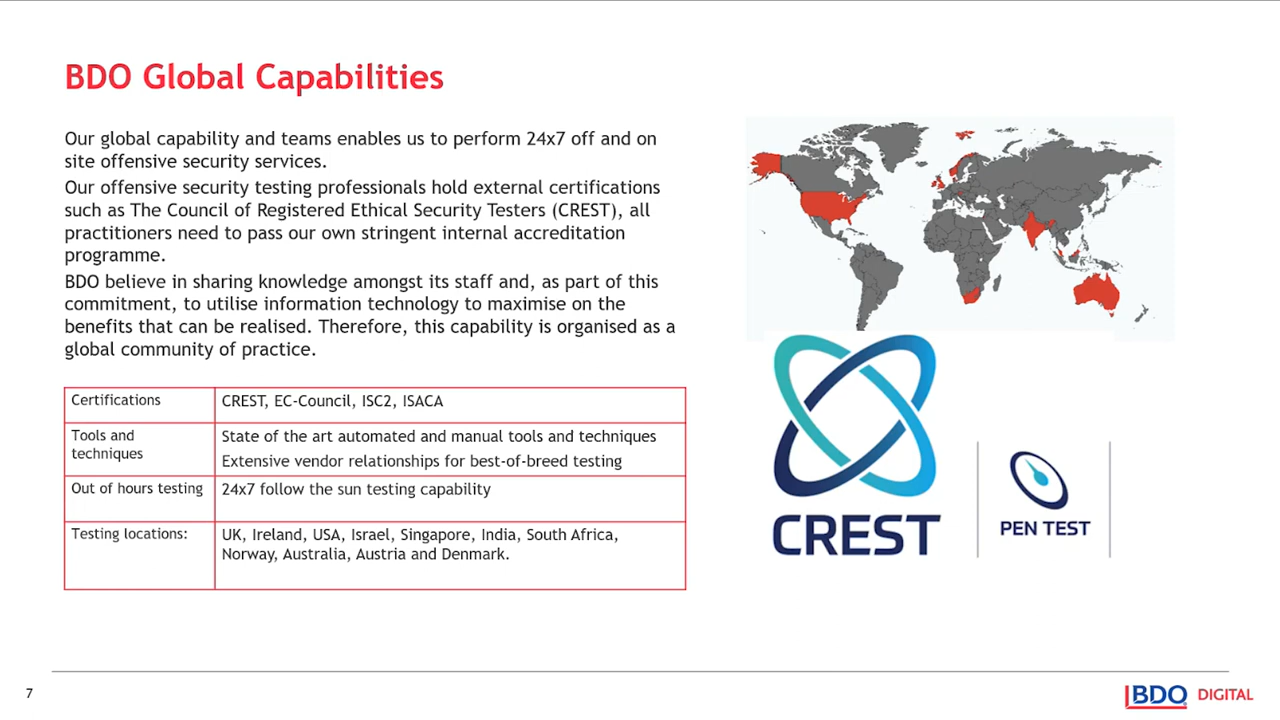 BDO Global Capabilities
Our global capability and teams enables us to perform 24x7 off and on
site offensive security services.
Our offensive security testing professionals hold external certifications
such as The Council of Registered Ethical Security Testers (CREST), all
practitioners need to pass our own stringent internal accreditation
programme.
BDO believe in sharing knowledge amongst its staff and, as part of this
commitment, to utilise information technology to maximise on the
benefits that can be realised. Therefore, this capability is organised as a
global community of practice.
Certifications
CREST, EC-Council, ISC2, ISACA
Tools and
techniques
State of the art automated and manual tools and techniques
Extensive vendor relationships for best-of-breed testing
Out of hours testing
24x7 follow the sun testing capability
Testing locations:
UK, Ireland, USA, Israel, Singapore, India, South Africa,
Norway, Australia, Austria and Denmark.
CREST
PEN TEST
7
BDO DIGITAL